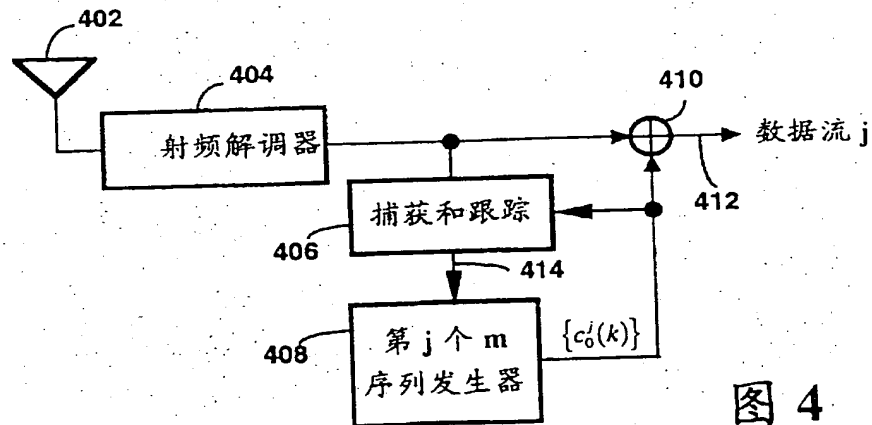 402
404
射频解调器
410
数据流 j
412
捕获和跟踪
406
414
408
第 j 个 m
序列发生器
{c₀ʲ(k)}
图 4